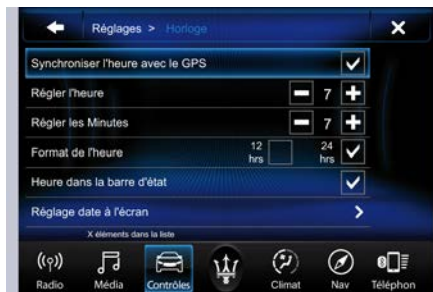 Réglages > Horloge
Synchroniser l'heure avec le GPS
Régler l'heure 7
Régler les Minutes 7
Format de l'heure 12 hrs 24 hrs
Heure dans la barre d'état
Réglage date à l'écran
X éléments dans la liste
Radio Média Contrôles Climat Nav Téléphon